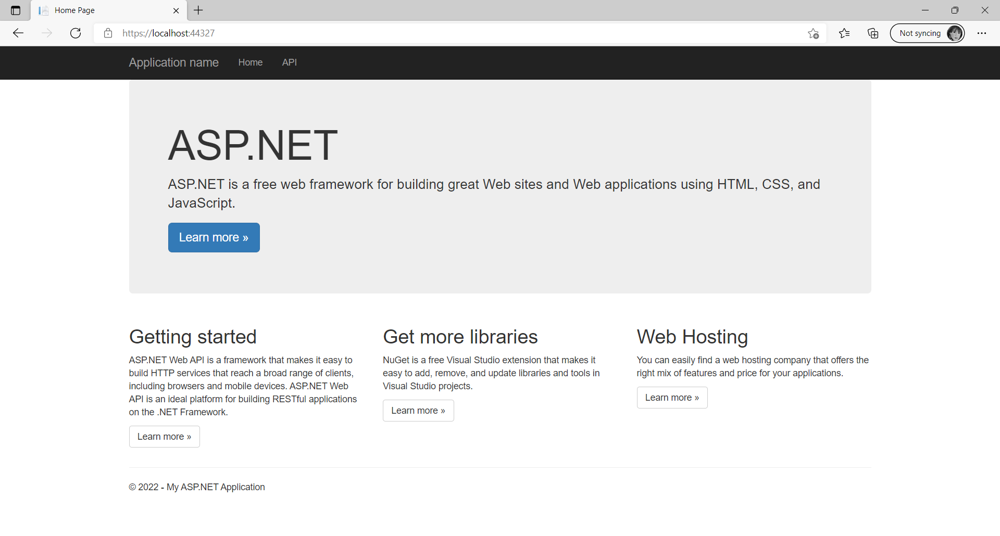 Home Page
https://localhost:44327
Not syncing
Application name Home API
ASP.NET
ASP.NET is a free web framework for building great Web sites and Web applications using HTML, CSS, and
JavaScript.
Learn more »
Getting started
ASP.NET Web API is a framework that makes it easy to
build HTTP services that reach a broad range of clients,
including browsers and mobile devices. ASP.NET Web
API is an ideal platform for building RESTful applications
on the .NET Framework.
Learn more »
Get more libraries
NuGet is a free Visual Studio extension that makes it
easy to add, remove, and update libraries and tools in
Visual Studio projects.
Learn more »
Web Hosting
You can easily find a web hosting company that offers the
right mix of features and price for your applications.
Learn more »
© 2022 - My ASP.NET Application